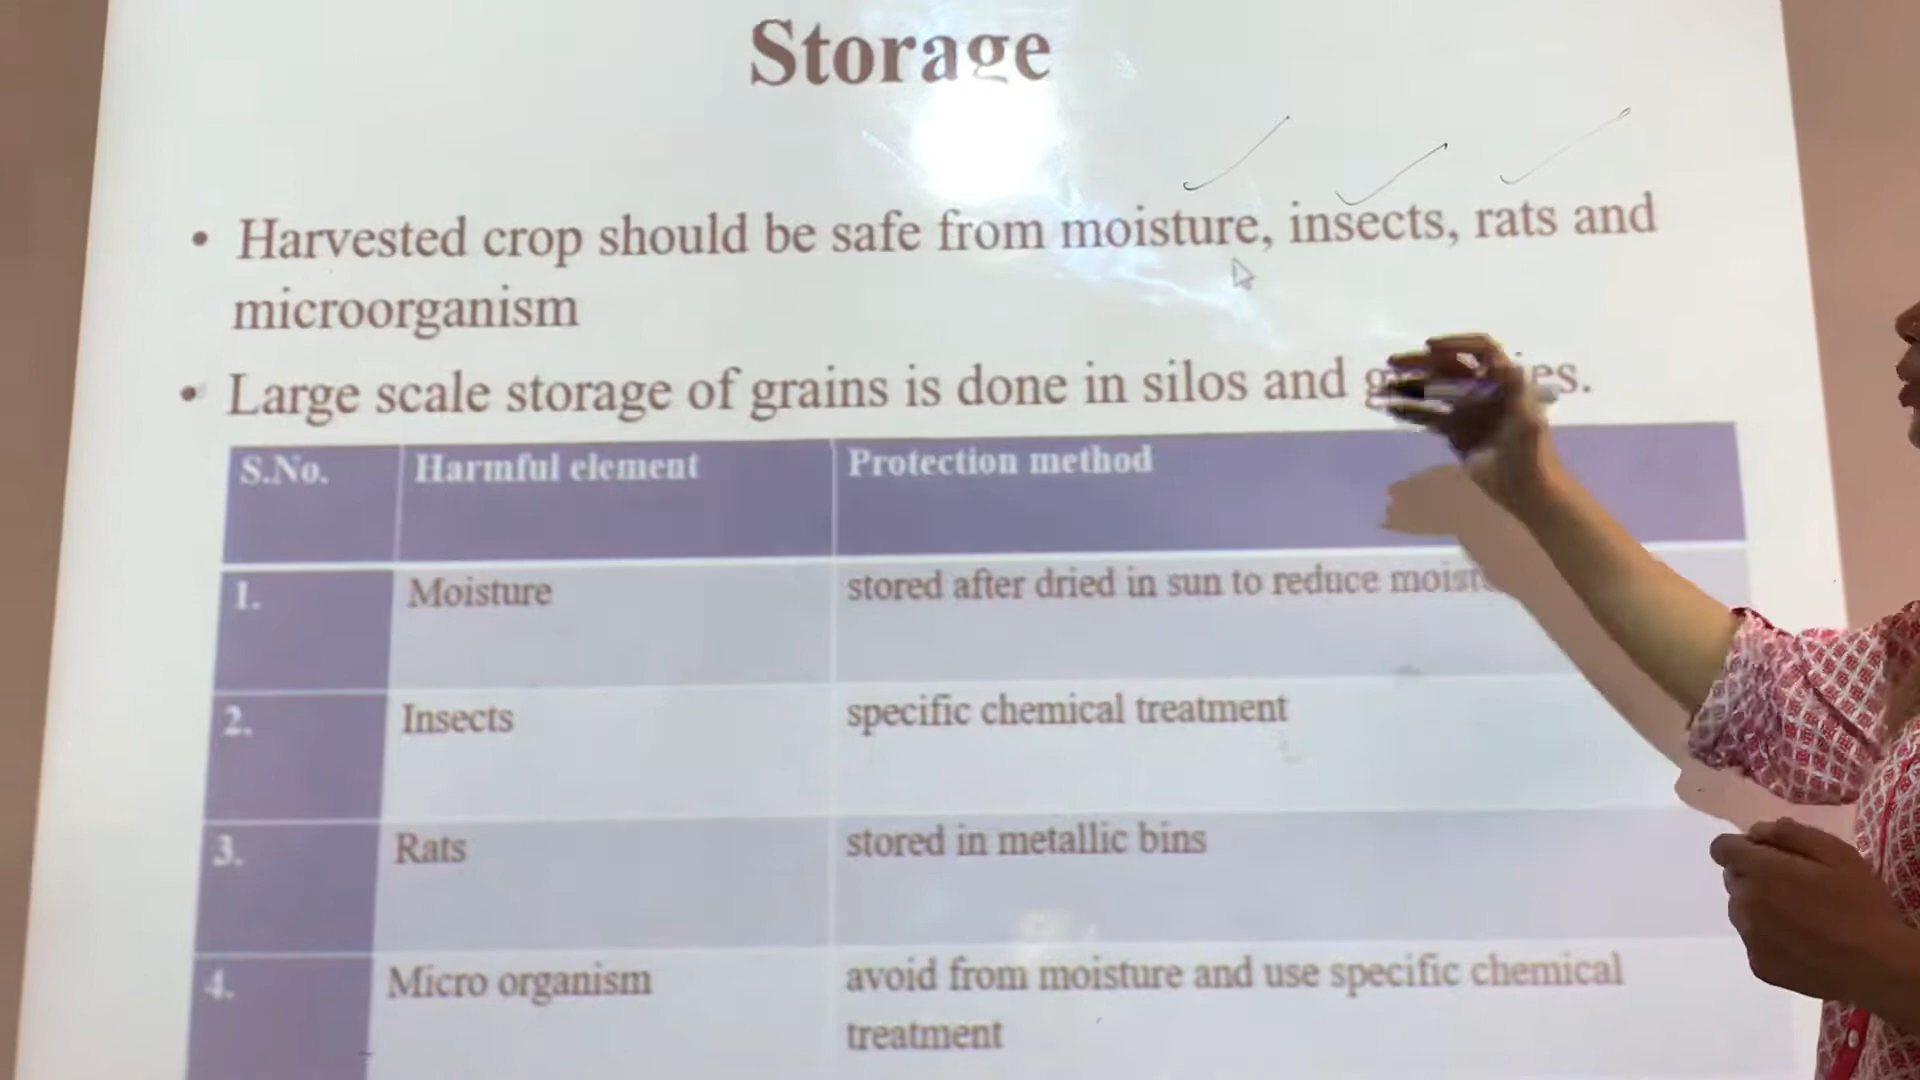 Storage
• Harvested crop should be safe from moisture, insects, rats and
microorganism
• Large scale storage of grains is done in silos and
S.No. Harmful element Protection method
1. Moisture stored after dried in sun to reduce
2. Insects specific chemical treatment
3. Rats stored in metallic bins
4. Micro organism avoid from moisture and use specific chemical
treatment